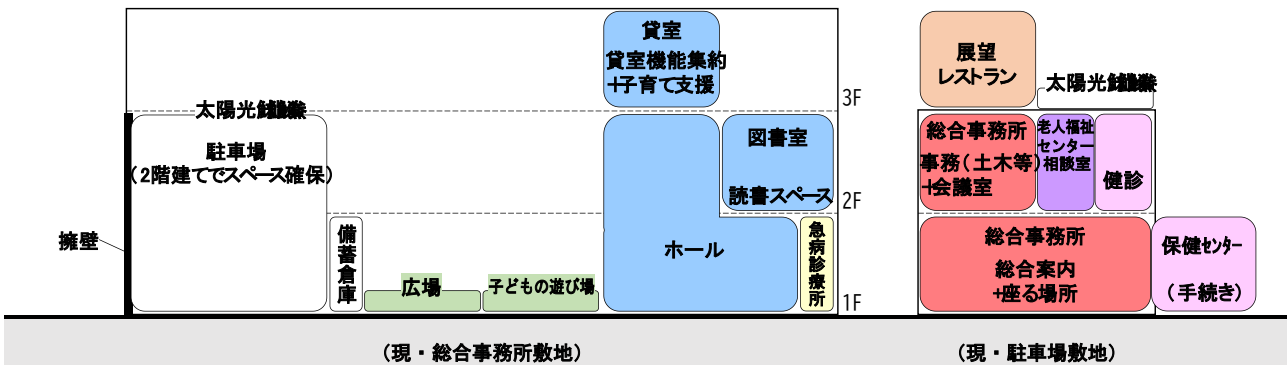 貸室
貸室機能集約
+子育て支援
3F
太陽光
駐車場
(2階建てでスペース確保)
図書室
読書スペース
2F
擁壁
備蓄倉庫
広場
子どもの遊び場
ホール
急病診療所
1F
(現・総合事務所敷地)
展望
レストラン
太陽光
総合事務所
事務(土木等)
+会議室
老人福祉
センター
相談室
健診
総合事務所
総合案内
+座る場所
保健センター
(手続き)
(現・駐車場敷地)